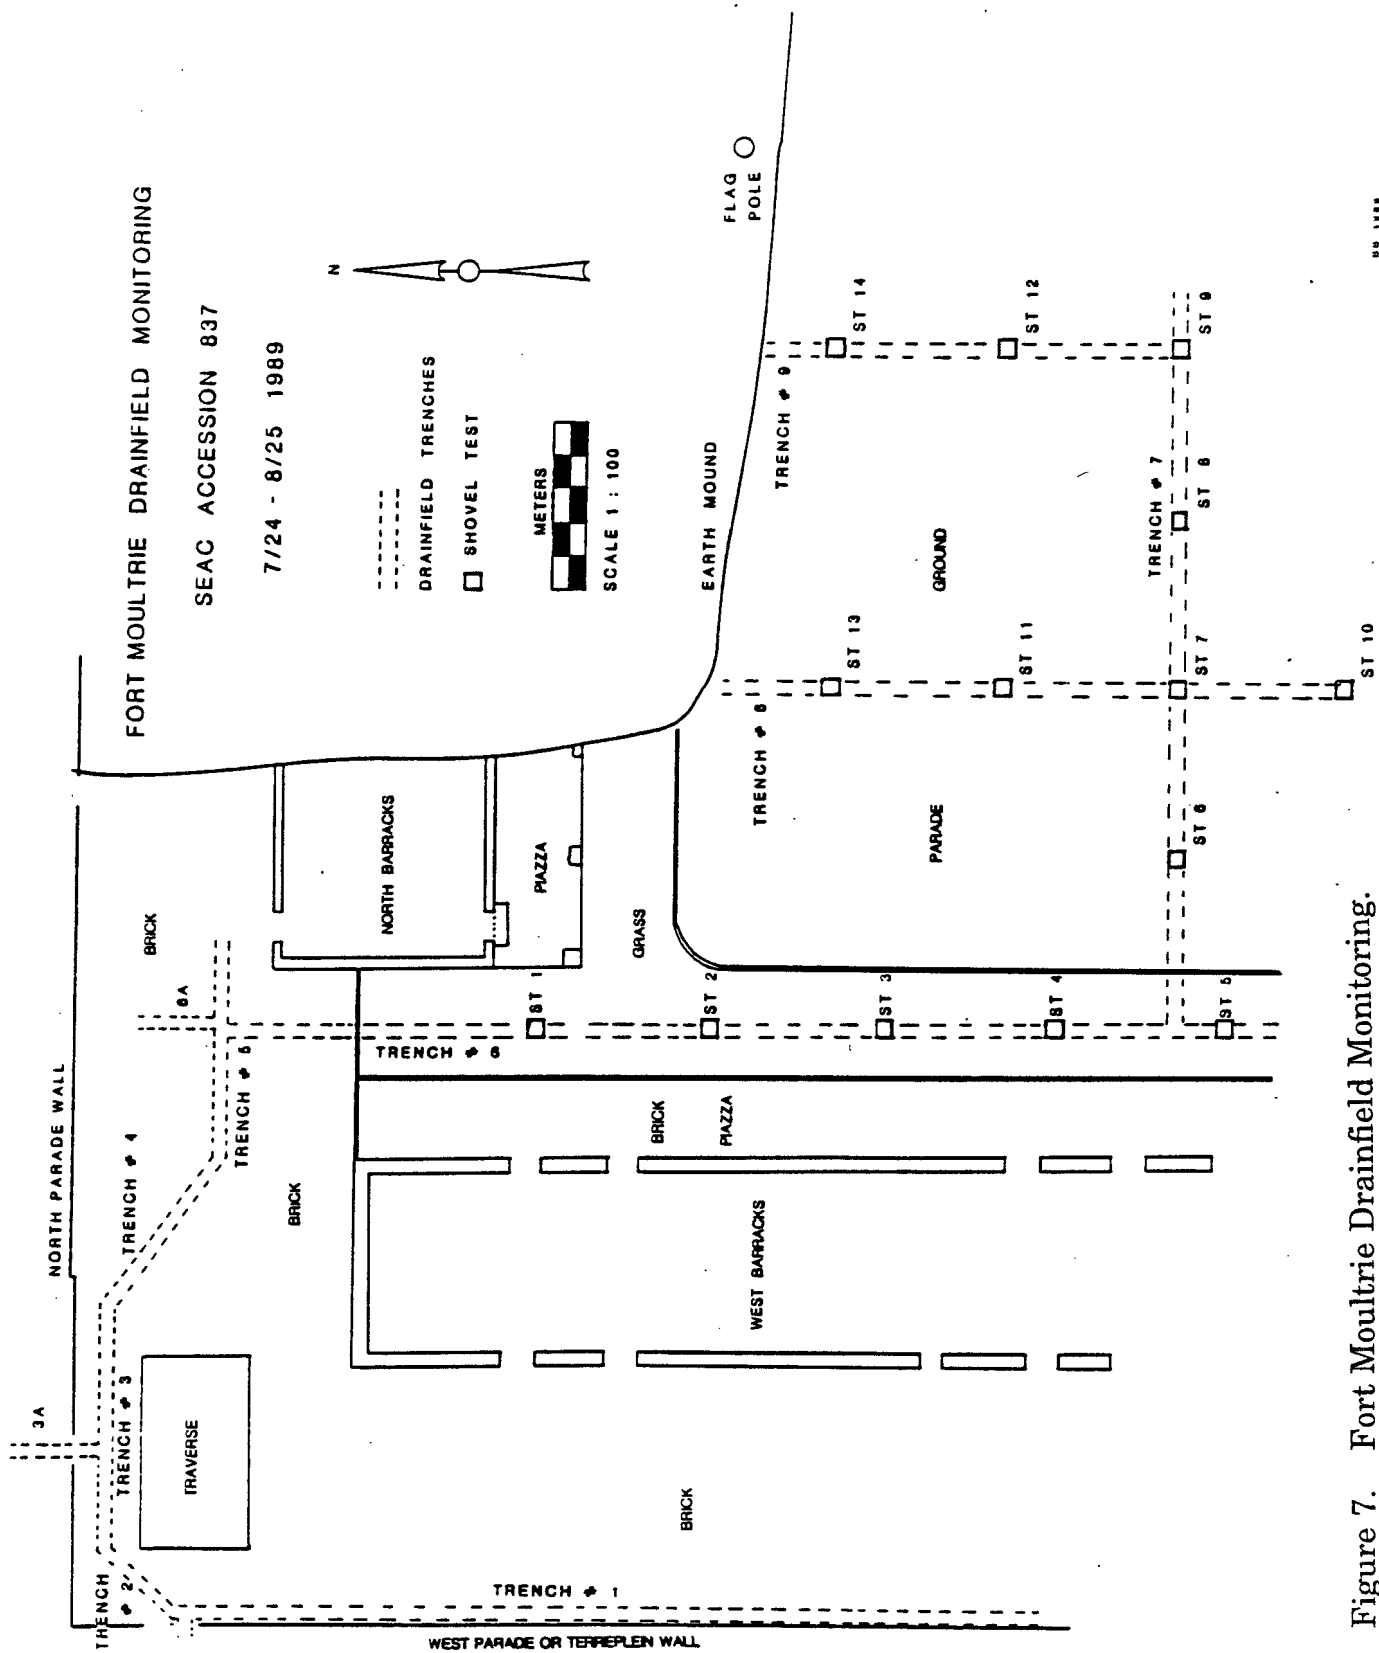 FORT MOULTRIE DRAINFIELD MONITORING
SEAC ACCESSION 837
7/24 - 8/25 1989
N
DRAINFIELD TRENCHES
SHOVEL TEST
METERS
SCALE 1 : 100
NORTH PARADE WALL
3A
TRENCH # 2
TRENCH # 3
TRENCH # 4
TRENCH # 5
6A
BRICK
TRAVERSE
BRICK
NORTH BARRACKS
PIAZZA
GRASS
EARTH MOUND
FLAG POLE
TRENCH # 6
ST 1
ST 2
ST 3
ST 4
ST 5
BRICK
PIAZZA
WEST BARRACKS
BRICK
TRENCH # 1
WEST PARADE OR TERREPLEIN WALL
TRENCH # 8
TRENCH # 9
ST 13
ST 14
PARADE
GROUND
ST 11
ST 12
TRENCH # 7
ST 6
ST 7
ST 8
ST 9
ST 10
Figure 7. Fort Moultrie Drainfield Monitoring.